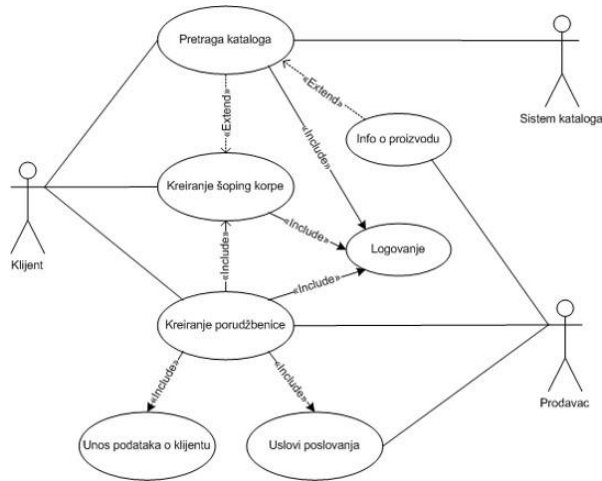 Pretraga kataloga
Sistem kataloga
«Extend»
«Extend»
«Include»
Info o proizvodu
Kreiranje šoping korpe
«Include»
Logovanje
Klijent
«Include»
«Include»
Kreiranje porudžbenice
Prodavac
«Include»
«Include»
Unos podataka o klijentu
Uslovi poslovanja